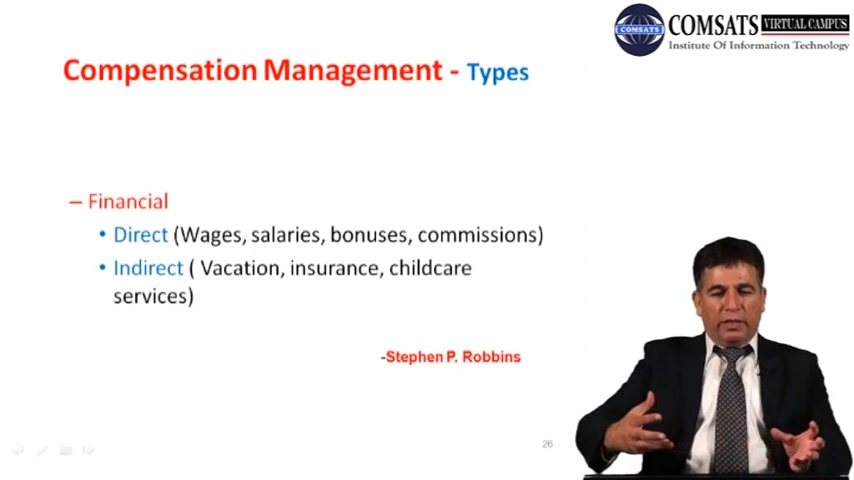 COMSATS
COMSATS VIRTUAL CAMPUS
Institute Of Information Technology
Compensation Management - Types
– Financial
• Direct (Wages, salaries, bonuses, commissions)
• Indirect ( Vacation, insurance, childcare
services)
-Stephen P. Robbins
26